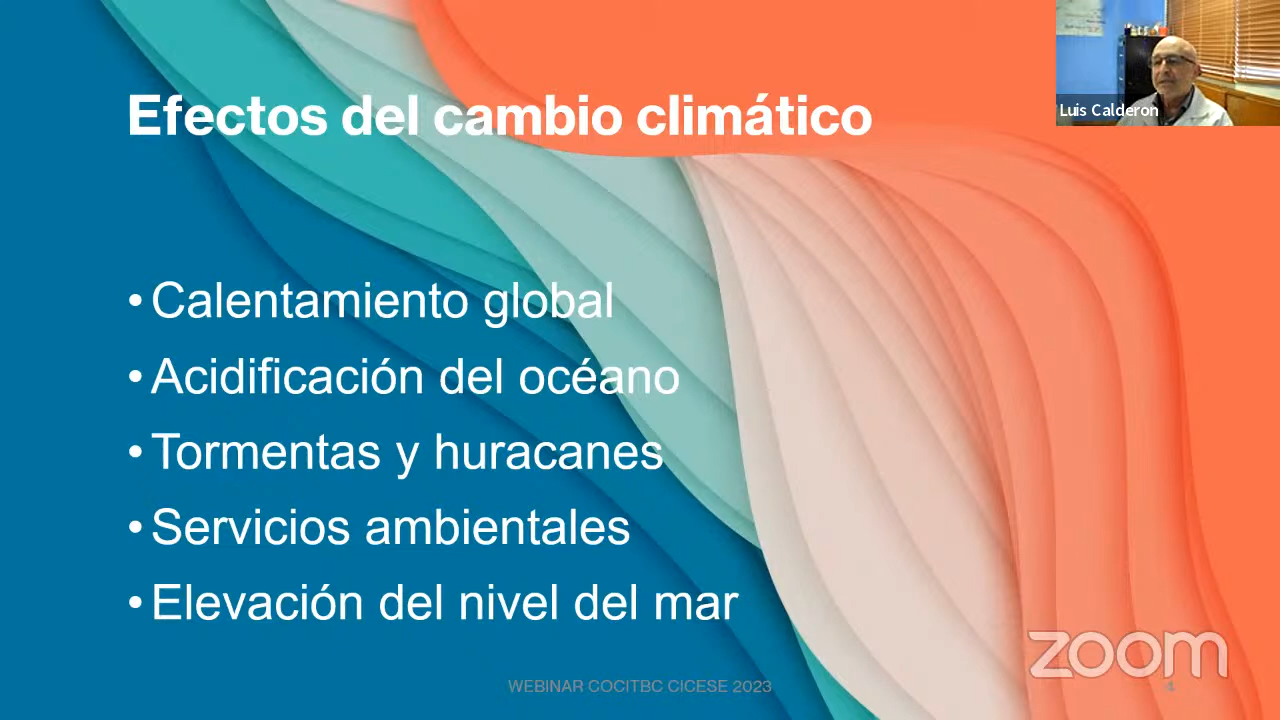 Efectos del cambio climático
Luis Calderon
• Calentamiento global
• Acidificación del océano
• Tormentas y huracanes
• Servicios ambientales
• Elevación del nivel del mar
zoom
WEBINAR COCITBC CICESE 2023
4